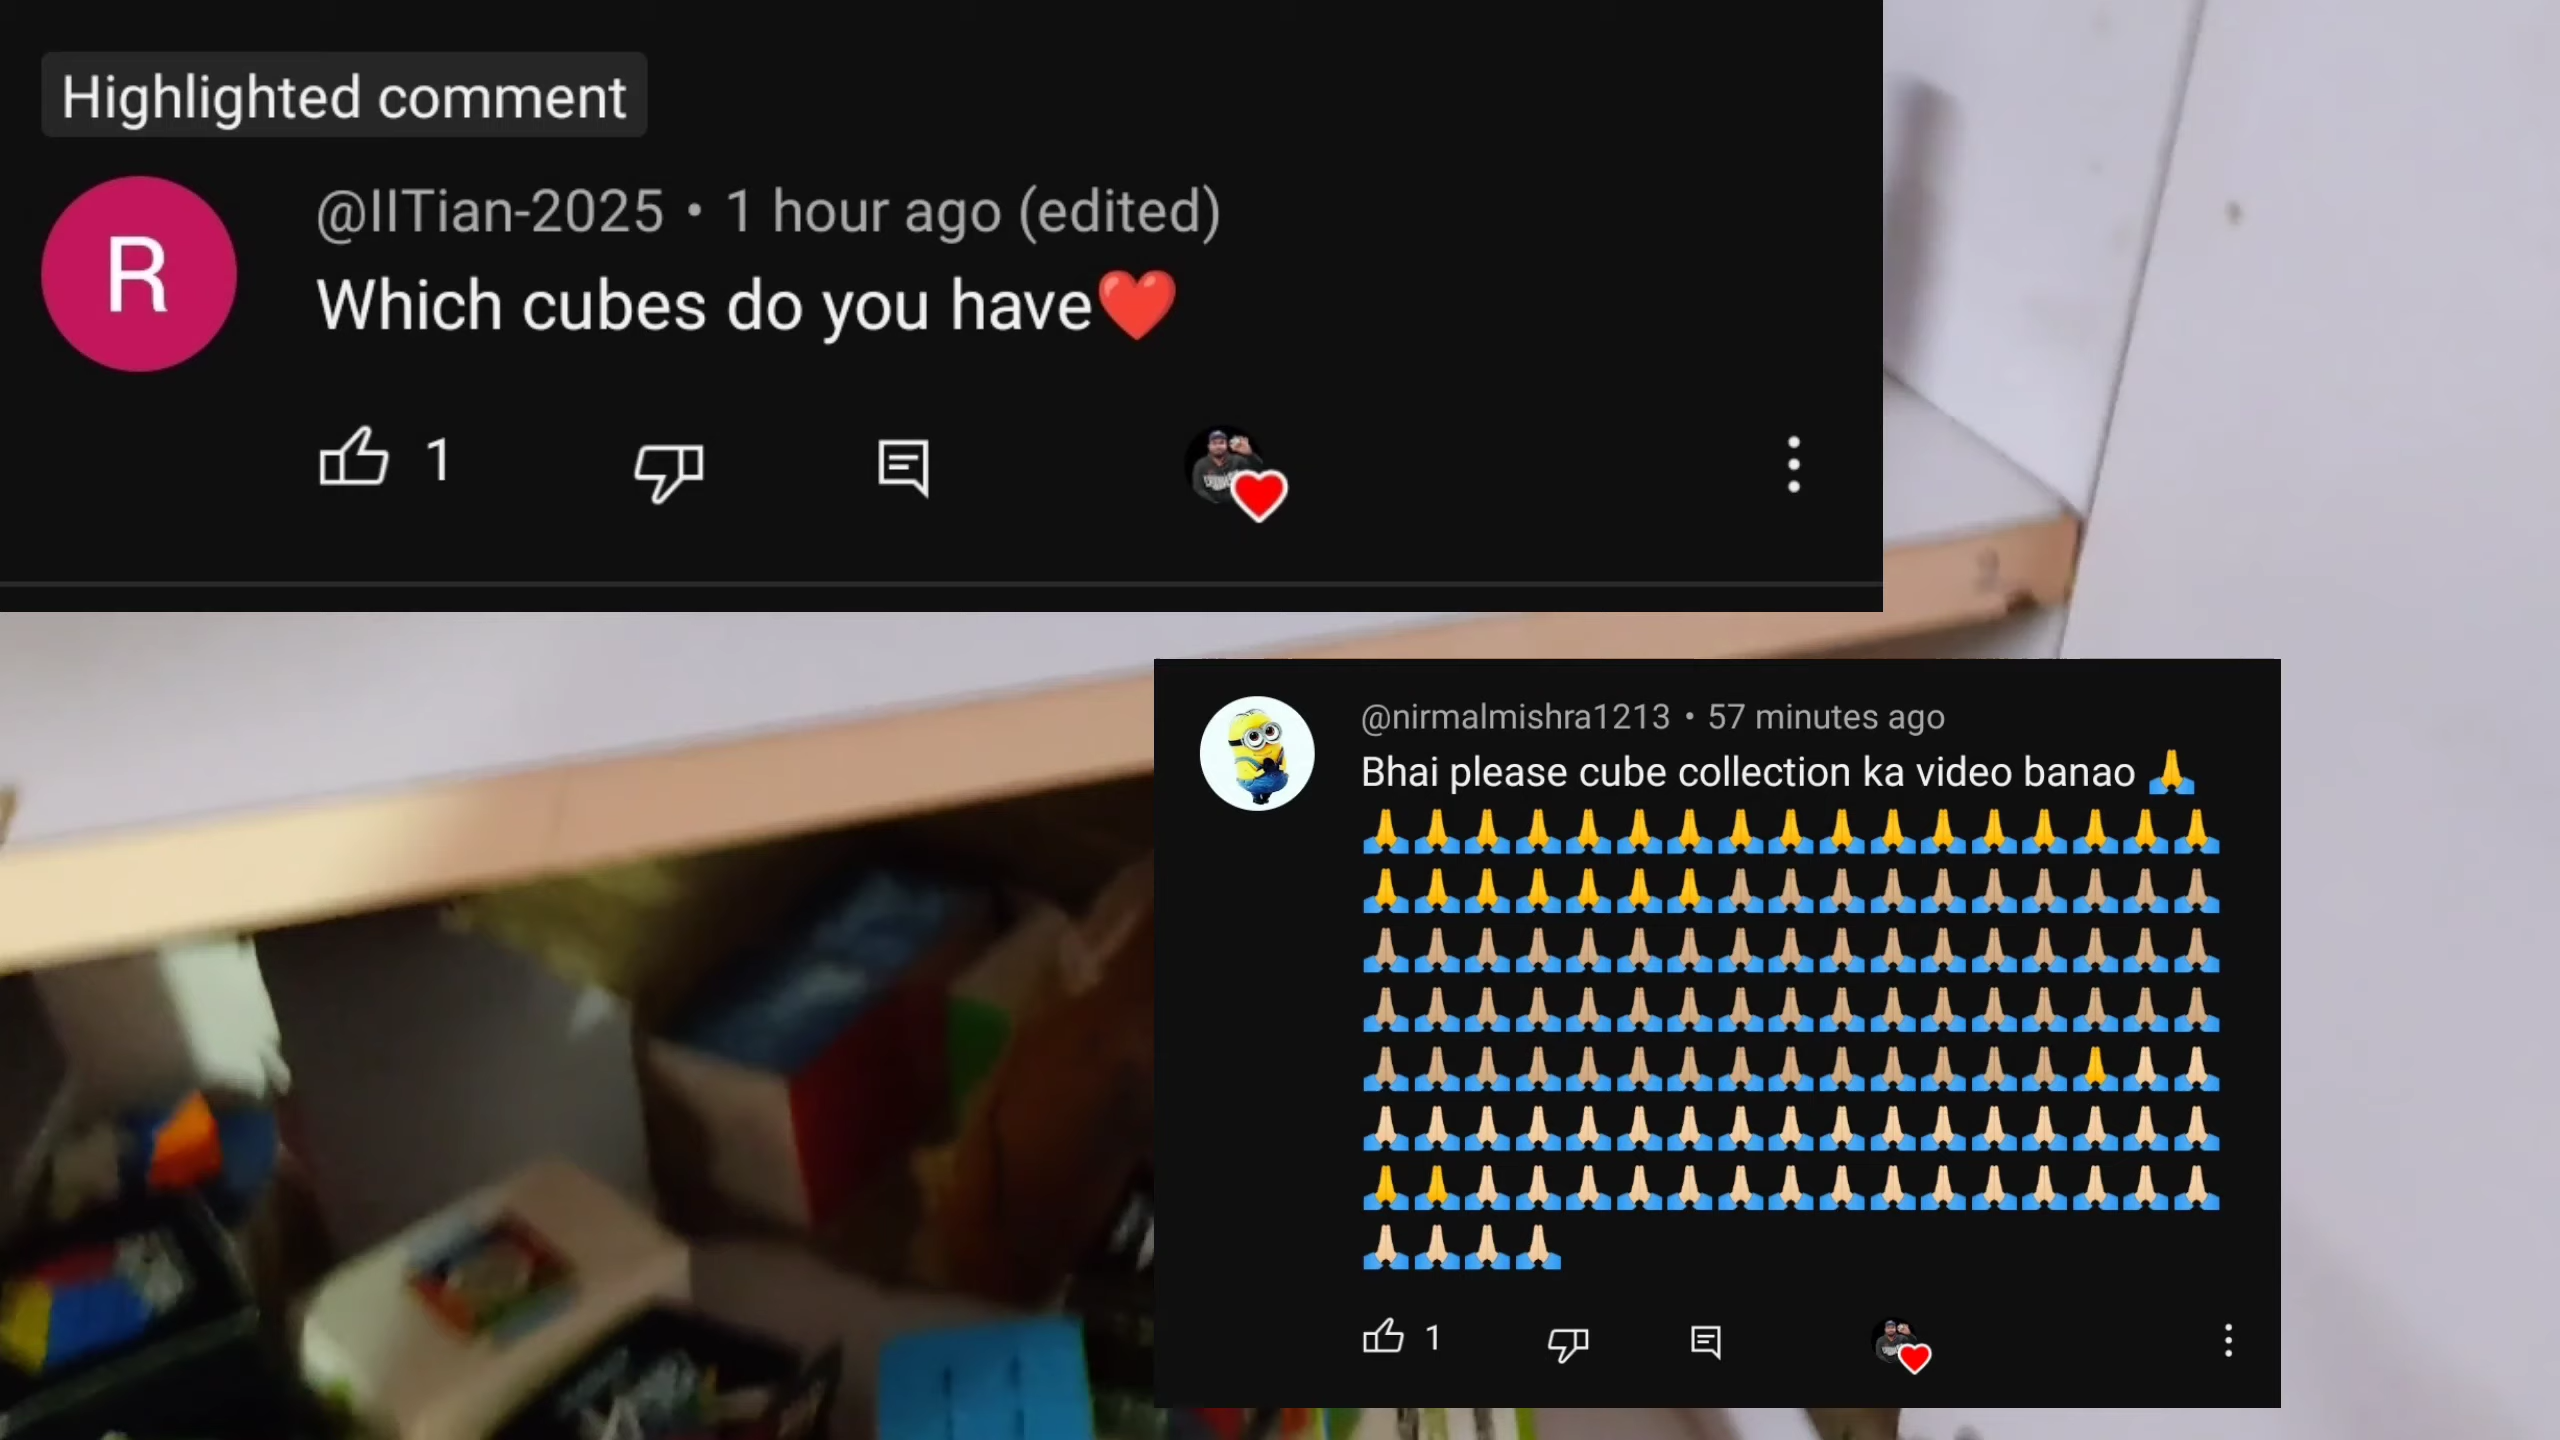 Highlighted comment
@IITian-2025 • 1 hour ago (edited)
Which cubes do you have❤️
1
@nirmalmishra1213 • 57 minutes ago
Bhai please cube collection ka video banao 🙏
🙏🙏🙏🙏🙏🙏🙏🙏🙏🙏🙏🙏🙏🙏🙏🙏🙏
🙏🙏🙏🙏🙏🙏🙏🙏🏽🙏🏽🙏🏽🙏🏽🙏🏽🙏🏽🙏🏽🙏🏽🙏🏽🙏🏽
🙏🏼🙏🏼🙏🏼🙏🏼🙏🏼🙏🏼🙏🏼🙏🏼🙏🏼🙏🏼🙏🏼🙏🏼🙏🏼🙏🏼🙏🏼🙏🏼🙏🏼
🙏🏼🙏🏼🙏🏼🙏🏼🙏🏼🙏🏼🙏🏼🙏🏼🙏🏼🙏🏼🙏🏼🙏🏼🙏🏼🙏🏼🙏🏼🙏🏼🙏🏼
🙏🏼🙏🏼🙏🏼🙏🏼🙏🏼🙏🏼🙏🏼🙏🏼🙏🏼🙏🏼🙏🏼🙏🏼🙏🏼🙏🏼🙏🙏🏻🙏🏻
🙏🏻🙏🏻🙏🏻🙏🏻🙏🏻🙏🏻🙏🏻🙏🏻🙏🏻🙏🏻🙏🏻🙏🏻🙏🏻🙏🏻🙏🏻🙏🏻🙏🏻
🙏🙏🙏🏻🙏🏻🙏🏻🙏🏻🙏🏻🙏🏻🙏🏻🙏🏻🙏🏻🙏🏻🙏🏻🙏🏻🙏🏻🙏🏻🙏🏻
🙏🏻🙏🏻🙏🏻🙏🏻
1